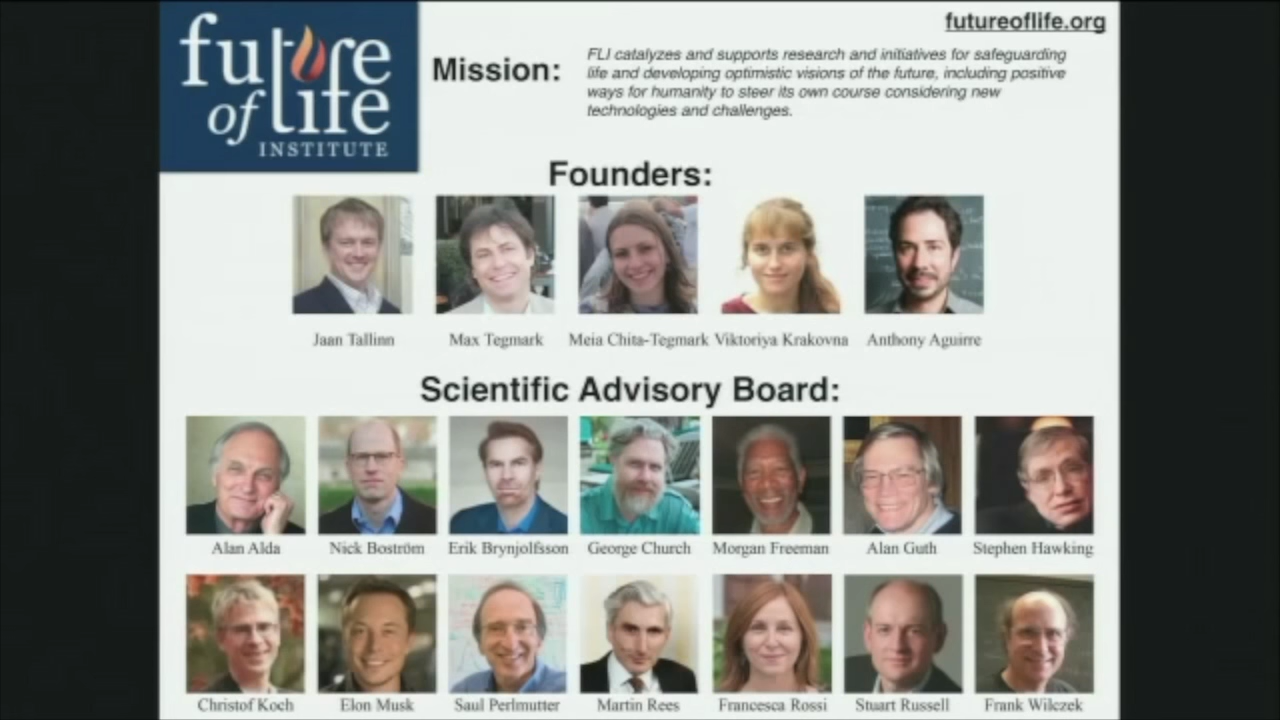 future
of life
INSTITUTE
futureoflife.org
Mission:
FLI catalyzes and supports research and initiatives for safeguarding
life and developing optimistic visions of the future, including positive
ways for humanity to steer its own course considering new
technologies and challenges.
Founders:
Jaan Tallinn Max Tegmark Meia Chita-Tegmark Viktoriya Krakovna Anthony Aguirre
Scientific Advisory Board:
Alan Alda Nick Boström Erik Brynjolfsson George Church Morgan Freeman Alan Guth Stephen Hawking
Christof Koch Elon Musk Saul Perlmutter Martin Rees Francesca Rossi Stuart Russell Frank Wilczek